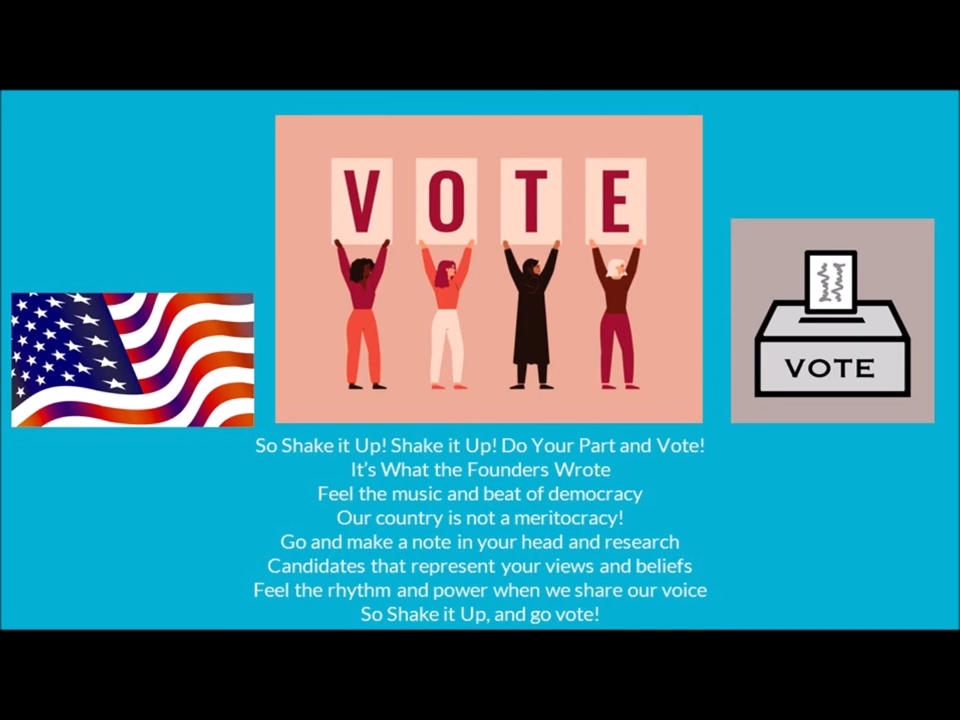 V O T E
VOTE
So Shake it Up! Shake it Up! Do Your Part and Vote!
It's What the Founders Wrote
Feel the music and beat of democracy
Our country is not a meritocracy!
Go and make a note in your head and research
Candidates that represent your views and beliefs
Feel the rhythm and power when we share our voice
So Shake it Up, and go vote!